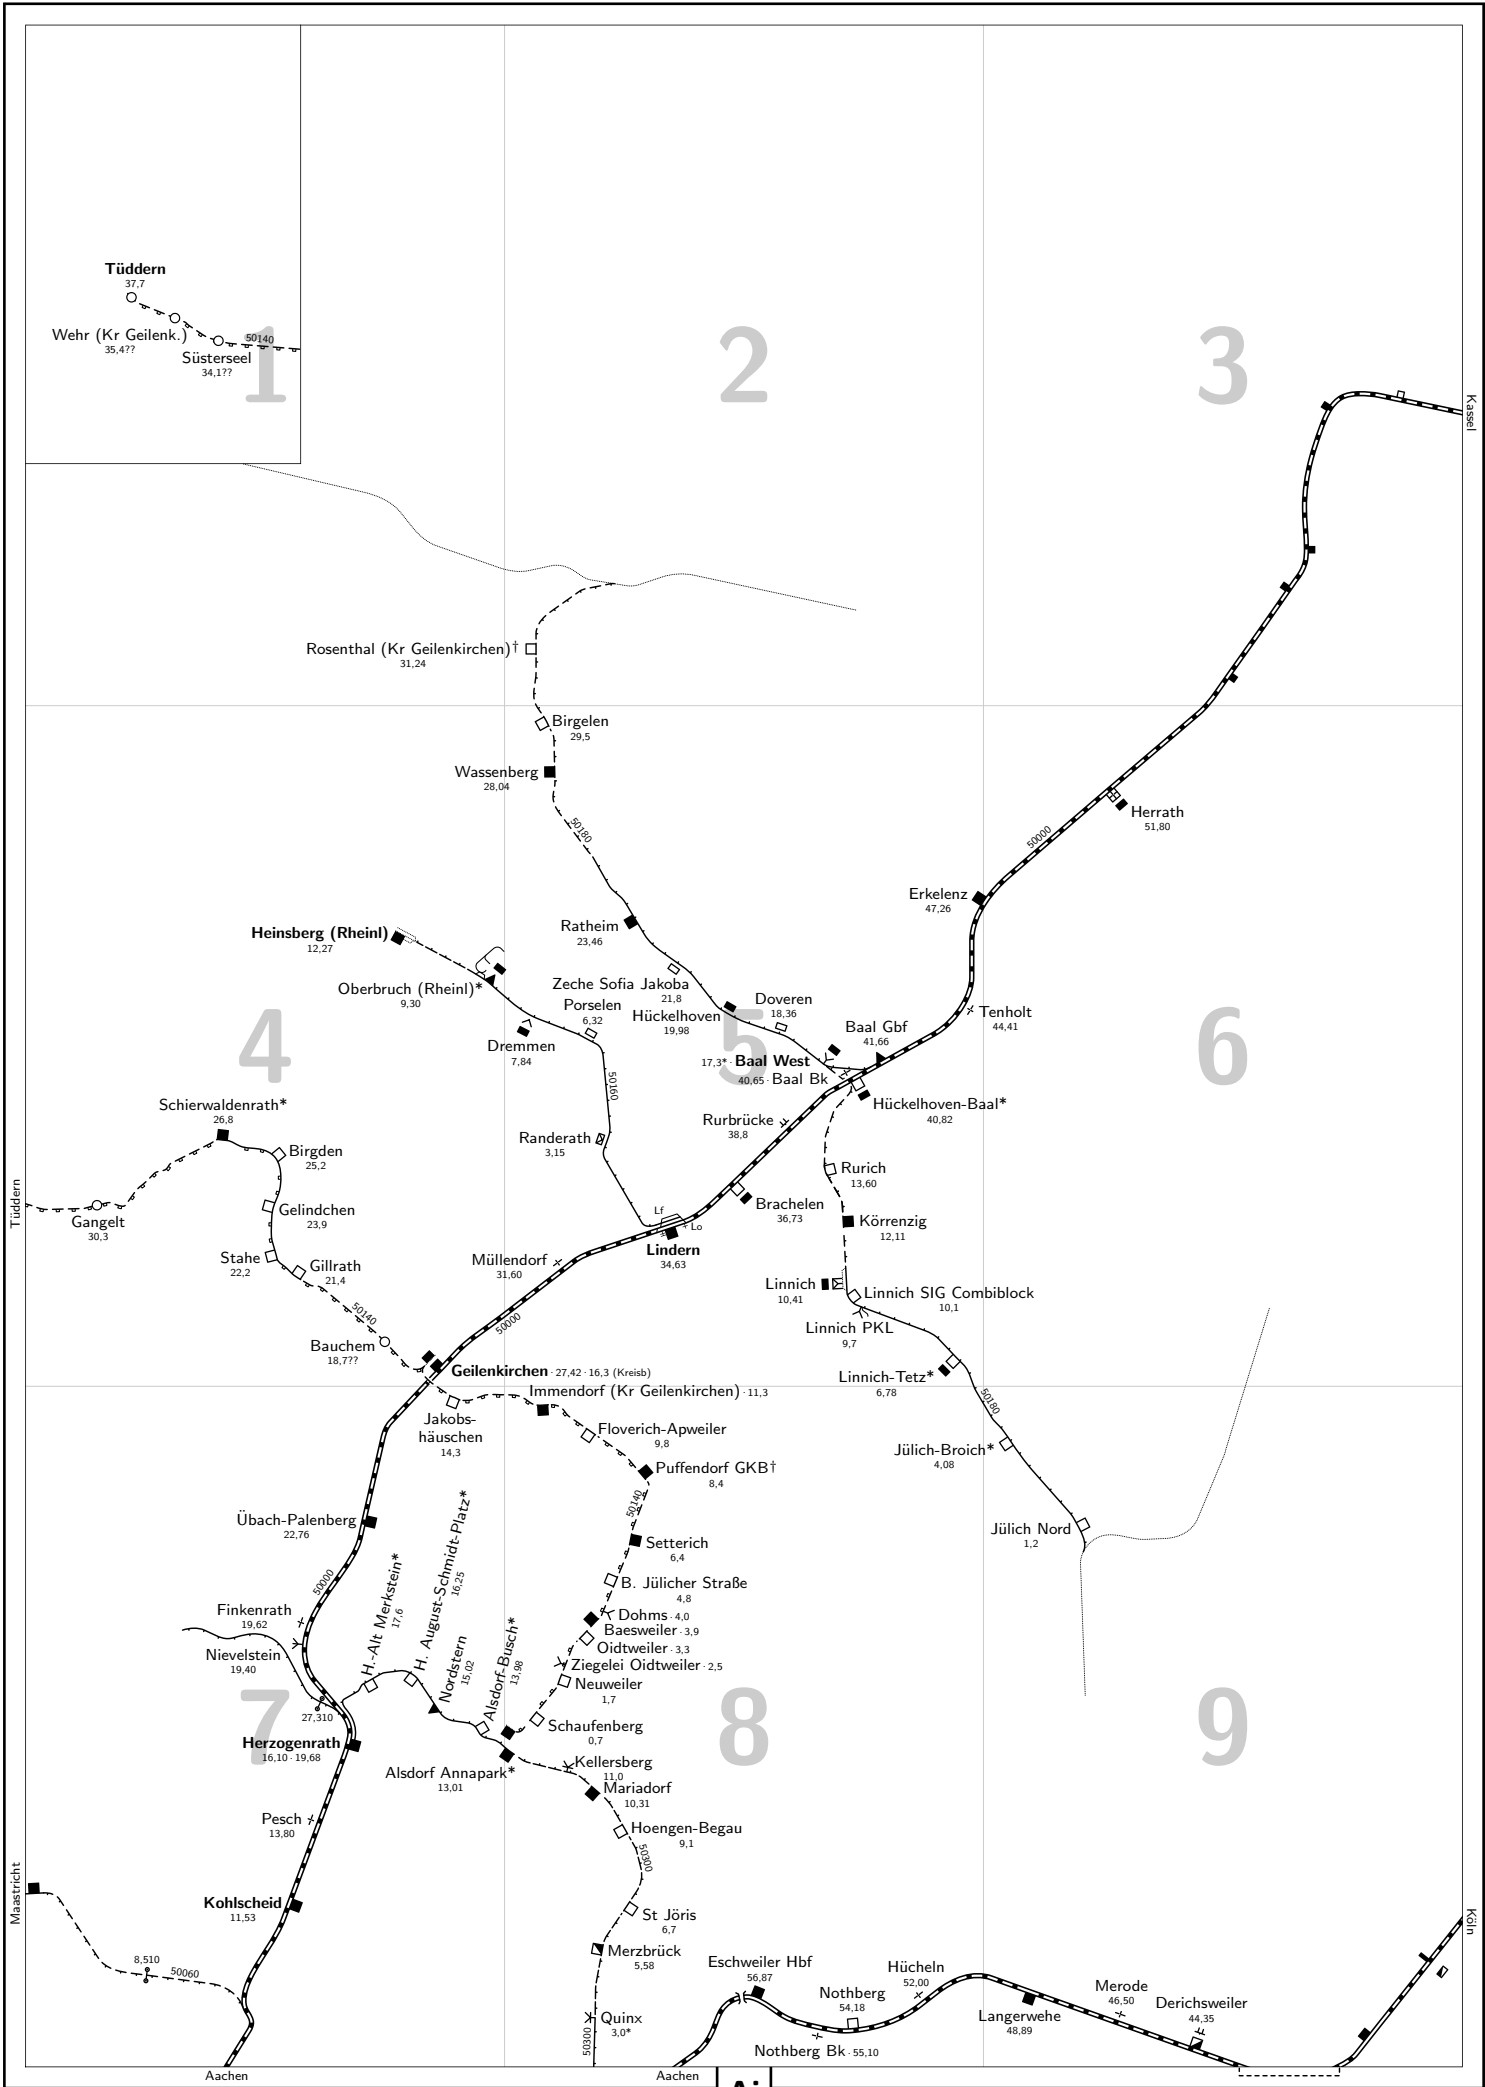 Tüddern
37,7
Wehr (Kr Geilenk.)
35,4??
50140
Süsterseel
34,1??
1
2
3
Kassel
Rosenthal (Kr Geilenkirchen)†
31,24
Birgelen
29,5
Wassenberg
28,04
50180
Herrath
51,80
50000
Erkelenz
47,26
Ratheim
23,46
Heinsberg (Rheinl)
12,27
Oberbruch (Rheinl)*
9,30
Zeche Sofia Jakoba
21,8
Porselen
6,32
Hückelhoven
19,98
Doveren
18,36
Tenholt
44,41
Baal Gbf
41,66
Dremmen
7,84
4
5
6
17,3* · Baal West
40,65 · Baal Bk
50160
Hückelhoven-Baal*
40,82
Schierwaldenrath*
26,8
Rurbrücke
38,8
Randerath
3,15
Birgden
25,2
Rurich
13,60
Tüddern
Gangelt
30,3
Gelindchen
23,9
Brachelen
36,73
Körrenzig
12,11
Lf
Lo
Lindern
34,63
Stahe
22,2
Gillrath
21,4
Müllendorf
31,60
Linnich
10,41
Linnich SIG Combiblock
10,1
50140
50000
Linnich PKL
9,7
Bauchem
18,7??
Geilenkirchen · 27,42 · 16,3 (Kreisb)
Linnich-Tetz*
6,78
Immendorf (Kr Geilenkirchen) · 11,3
50180
Jakobs-
häuschen
14,3
Floverich-Apweiler
9,8
Jülich-Broich*
4,08
Puffendorf GKB†
8,4
50140
Übach-Palenberg
22,76
Jülich Nord
1,2
Setterich
6,4
50000
B. Jülicher Straße
4,8
H.-Alt Merkstein*
17,6
H. August-Schmidt-Platz*
16,25
Nordstern
15,02
Alsdorf-Busch*
13,98
Finkenrath
19,62
Dohms · 4,0
Baesweiler · 3,9
Oidtweiler · 3,3
Nievelstein
19,40
Ziegelei Oidtweiler · 2,5
Neuweiler
1,7
7
8
9
27,310
Schaufenberg
0,7
Herzogenrath
16,10 · 19,68
Kellersberg
11,0
Alsdorf Annapark*
13,01
Mariadorf
10,31
Pesch
13,80
Hoengen-Begau
9,1
50300
Maastricht
Kohlscheid
11,53
St Jöris
6,7
Köln
Merzbrück
5,58
8,510
50060
Eschweiler Hbf
56,87
Hücheln
52,00
Nothberg
54,18
Merode
46,50
Derichsweiler
44,35
Langerwehe
48,89
Quinx
3,0*
50300
Nothberg Bk · 55,10
Aachen
Aachen